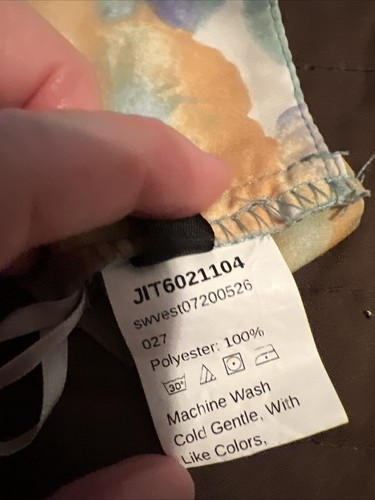 JIT6021104
swvest07200526
027
Polyester: 100%
30°
Machine Wash
Cold Gentle, With
Like Colors,